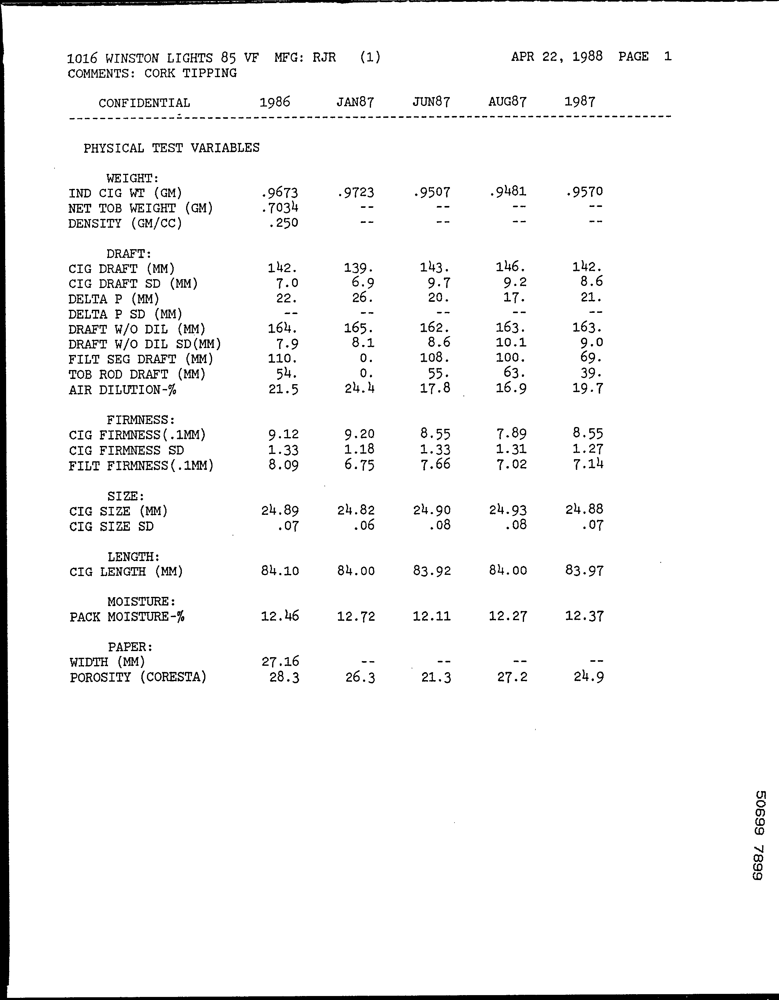 1016 WINSTON LIGHTS 85 VF MFG: RJR (1) APR 22, 1988 PAGE 1
COMMENTS: CORK TIPPING
CONFIDENTIAL 1986 JAN87 JUN87 AUG87 1987
PHYSICAL TEST VARIABLES
WEIGHT:
IND CIG WT (GM) .9673 .9723 .9507 .9481 .9570
NET TOB WEIGHT (GM) .7034 -- -- -- --
DENSITY (GM/CC) .250 -- -- -- --
DRAFT:
CIG DRAFT (MM) 142. 139. 143. 146. 142.
CIG DRAFT SD (MM) 7.0 6.9 9.7 9.2 8.6
DELTA P (MM) 22. 26. 20. 17. 21.
DELTA P SD (MM) -- -- -- -- --
DRAFT W/O DIL (MM) 164. 165. 162. 163. 163.
DRAFT W/O DIL SD(MM) 7.9 8.1 8.6 10.1 9.0
FILT SEG DRAFT (MM) 110. 0. 108. 100. 69.
TOB ROD DRAFT (MM) 54. 0. 55. 63. 39.
AIR DILUTION-% 21.5 24.4 17.8 16.9 19.7
FIRMNESS:
CIG FIRMNESS(.1MM) 9.12 9.20 8.55 7.89 8.55
CIG FIRMNESS SD 1.33 1.18 1.33 1.31 1.27
FILT FIRMNESS(.1MM) 8.09 6.75 7.66 7.02 7.14
SIZE:
CIG SIZE (MM) 24.89 24.82 24.90 24.93 24.88
CIG SIZE SD .07 .06 .08 .08 .07
LENGTH:
CIG LENGTH (MM) 84.10 84.00 83.92 84.00 83.97
MOISTURE:
PACK MOISTURE-% 12.46 12.72 12.11 12.27 12.37
PAPER:
WIDTH (MM) 27.16 -- -- -- --
POROSITY (CORESTA) 28.3 26.3 21.3 27.2 24.9
50699 7899